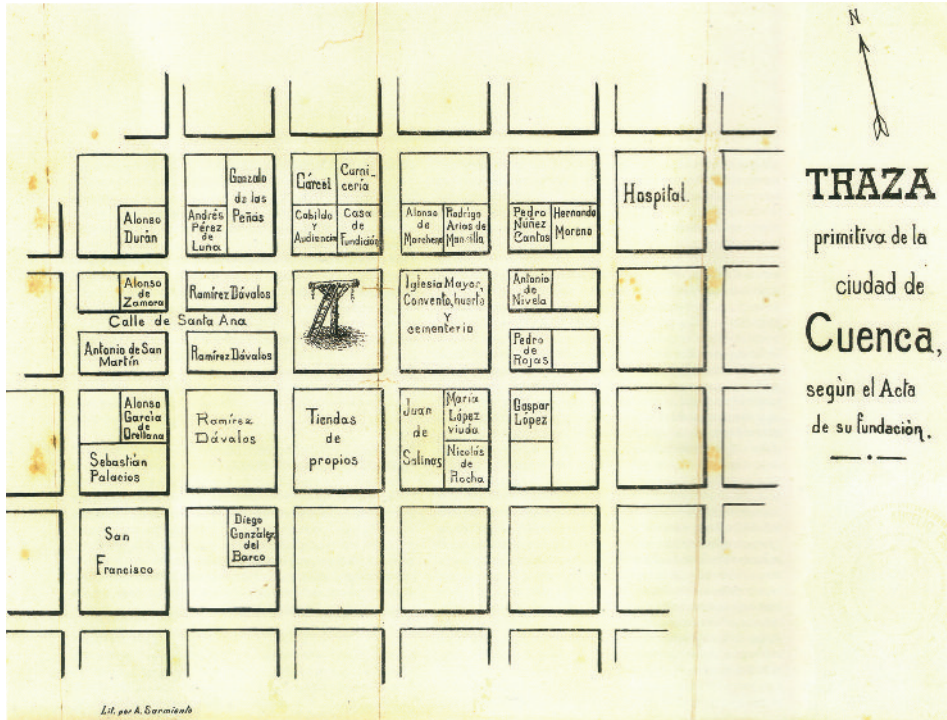 N
TRAZA
primitiva de la
ciudad de
Cuenca,
según el Acta
de su fundación.
Alonso
Durán
Andrés
Pérez
de
Luna
Gonzalo
de las
Peñas
Cárcel
Carni-
cería
Cabildo
y
Audiencia
Casa
de
Fundición
Alonso
de
Marchena
Rodrigo
Arias de
Mansilla
Pedro
Núñez
Cantos
Hernando
Moreno
Hospital.
Alonso
de
Zamora
Ramírez Dávalos
Calle de Santa Ana
Antonio de San
Martín
Ramírez Dávalos
Iglesia Mayor,
Convento, huerta
y
cementerio
Antonio
de
Nivela
Pedro
de
Rojas
Alonso
García
de
Orellana
Sebastián
Palacios
Ramírez
Dávalos
Tiendas
de
propios
Juan
de
Salinas
María
López
viuda
Nicolás
de
Rocha
Gaspar
López
San
Francisco
Diego
Gonzàlez
del
Barco
Lit. por A. Sarmiento